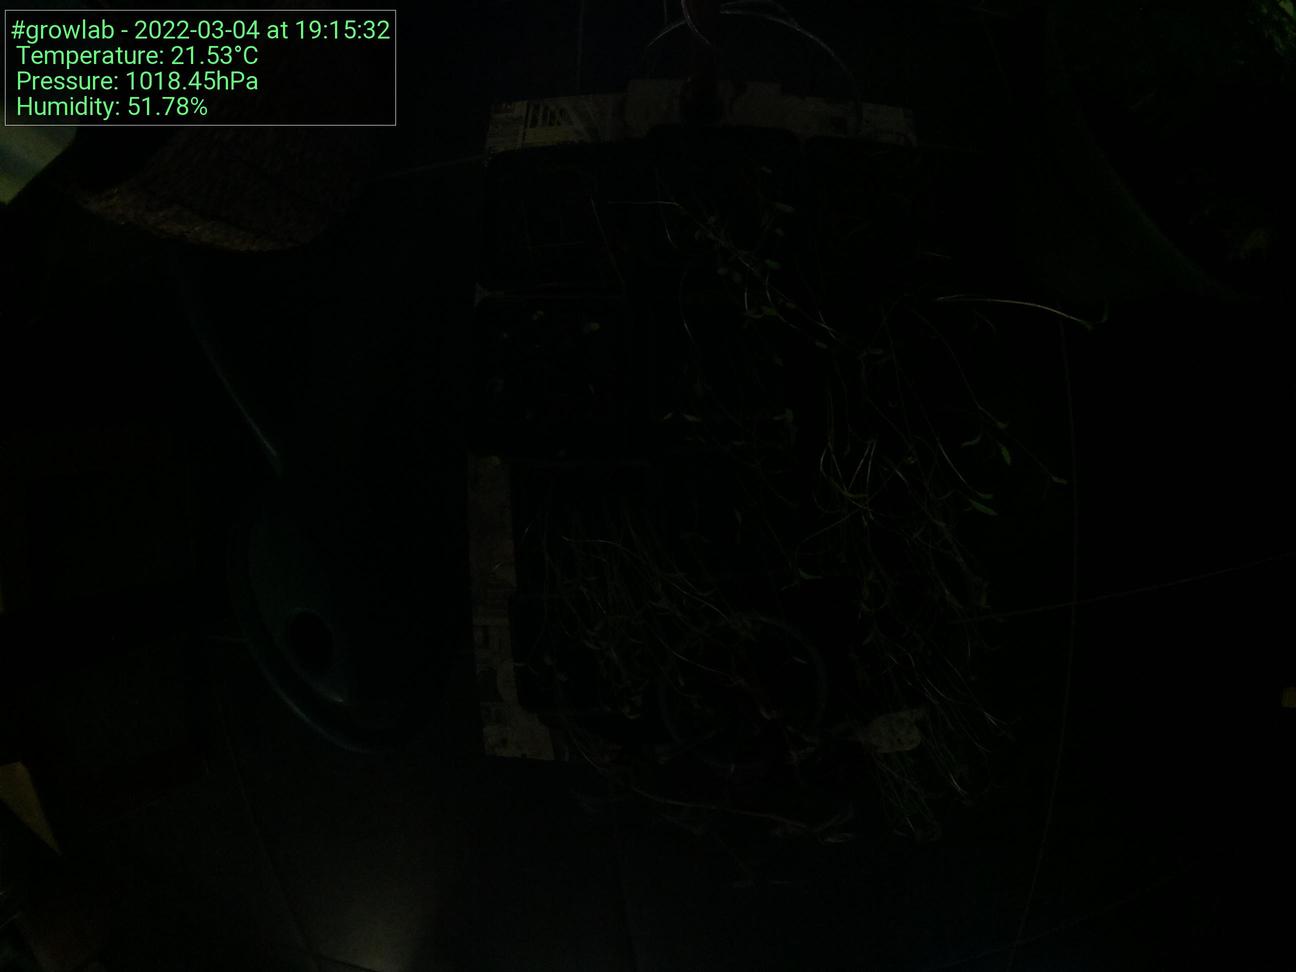 #growlab - 2022-03-04 at 19:15:32
Temperature: 21.53°C
Pressure: 1018.45hPa
Humidity: 51.78%